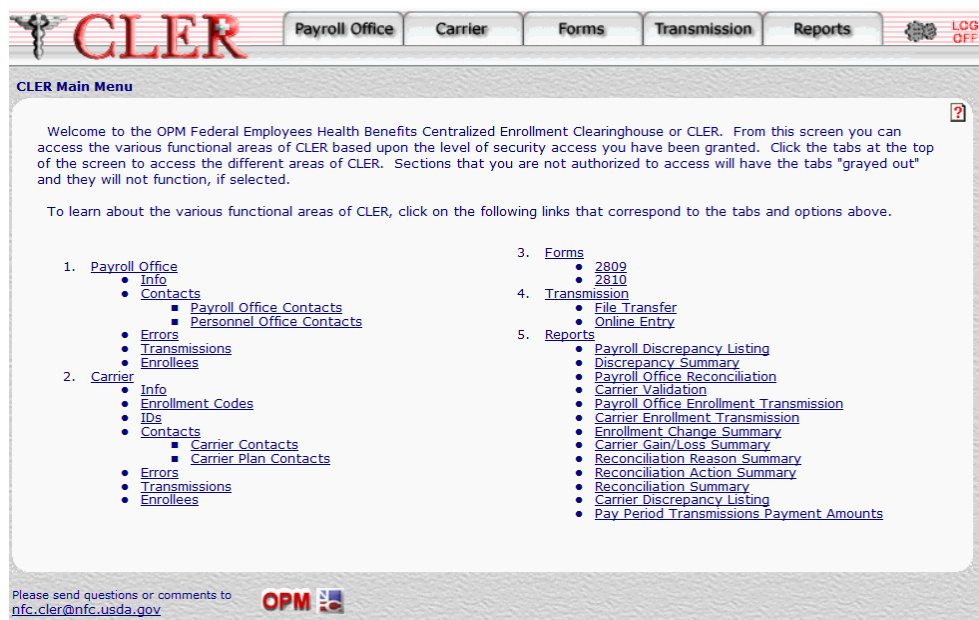 CLER
Payroll Office
Carrier
Forms
Transmission
Reports
LOG
OFF
CLER Main Menu
?
Welcome to the OPM Federal Employees Health Benefits Centralized Enrollment Clearinghouse or CLER. From this screen you can
access the various functional areas of CLER based upon the level of security access you have been granted. Click the tabs at the top
of the screen to access the different areas of CLER. Sections that you are not authorized to access will have the tabs "grayed out"
and they will not function, if selected.
To learn about the various functional areas of CLER, click on the following links that correspond to the tabs and options above.
1. Payroll Office
• Info
• Contacts
▪ Payroll Office Contacts
▪ Personnel Office Contacts
• Errors
• Transmissions
• Enrollees
2. Carrier
• Info
• Enrollment Codes
• IDs
• Contacts
▪ Carrier Contacts
▪ Carrier Plan Contacts
• Errors
• Transmissions
• Enrollees
3. Forms
• 2809
• 2810
4. Transmission
• File Transfer
• Online Entry
5. Reports
• Payroll Discrepancy Listing
• Discrepancy Summary
• Payroll Office Reconciliation
• Carrier Validation
• Payroll Office Enrollment Transmission
• Carrier Enrollment Transmission
• Enrollment Change Summary
• Carrier Gain/Loss Summary
• Reconciliation Reason Summary
• Reconciliation Action Summary
• Reconciliation Summary
• Carrier Discrepancy Listing
• Pay Period Transmissions Payment Amounts
Please send questions or comments to
nfc.cler@nfc.usda.gov
OPM